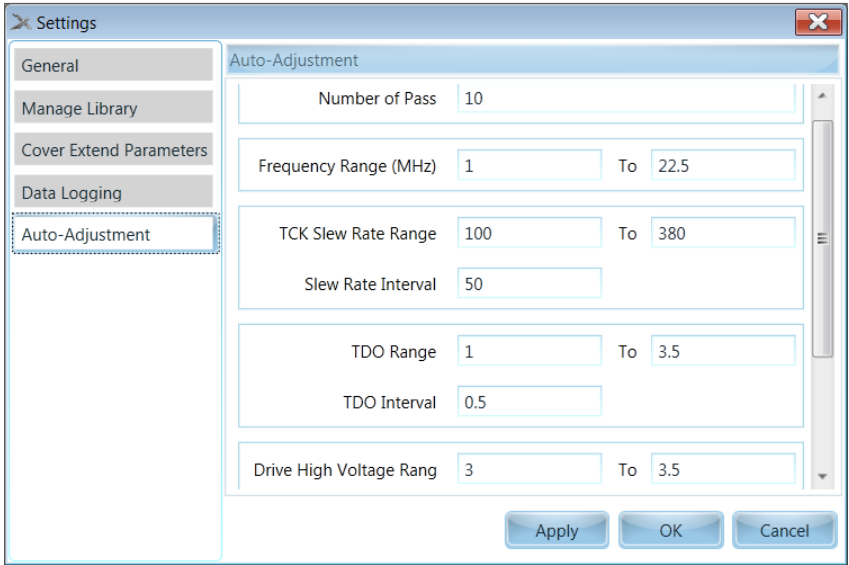 Settings
General
Manage Library
Cover Extend Parameters
Data Logging
Auto-Adjustment
Auto-Adjustment
Number of Pass 10
Frequency Range (MHz) 1 To 22.5
TCK Slew Rate Range 100 To 380
Slew Rate Interval 50
TDO Range 1 To 3.5
TDO Interval 0.5
Drive High Voltage Rang 3 To 3.5
Apply OK Cancel